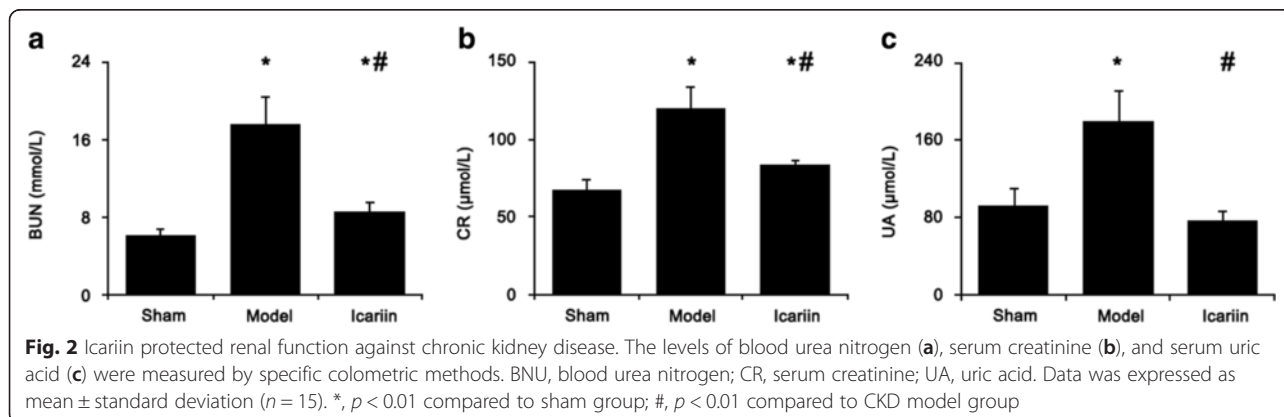 a
b
c
BUN (mmol/L)
24
16
8
0
*
*#
Sham Model Icariin
CR (μmol/L)
150
100
50
0
*
*#
Sham Model Icariin
UA (μmol/L)
240
160
80
0
*
#
Sham Model Icariin
Fig. 2 Icariin protected renal function against chronic kidney disease. The levels of blood urea nitrogen (a), serum creatinine (b), and serum uric
acid (c) were measured by specific colometric methods. BNU, blood urea nitrogen; CR, serum creatinine; UA, uric acid. Data was expressed as
mean ± standard deviation (n = 15). *, p < 0.01 compared to sham group; #, p < 0.01 compared to CKD model group